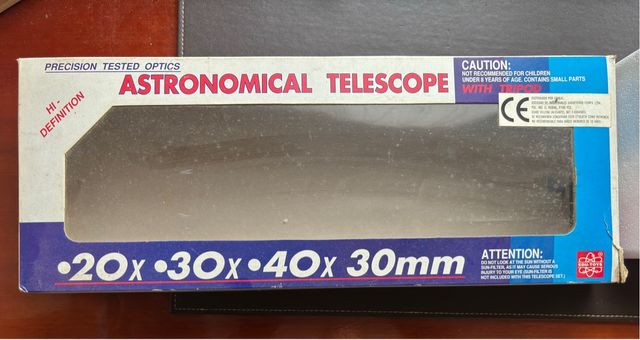 PRECISION TESTED OPTICS
ASTRONOMICAL TELESCOPE
HI-
DEFINITION
CAUTION:
NOT RECOMMENDED FOR CHILDREN
UNDER 8 YEARS OF AGE. CONTAINS SMALL PARTS
WITH TRIPOD
CE
•20X •30X •40X 30mm
ATTENTION:
DO NOT LOOK AT THE SUN WITHOUT A
SUN-FILTER, AS IT MAY CAUSE SERIOUS
INJURY TO YOUR EYE (SUN-FILTER IS
NOT INCLUDED WITH THIS TELESCOPE SET.)
EDU-TOYS